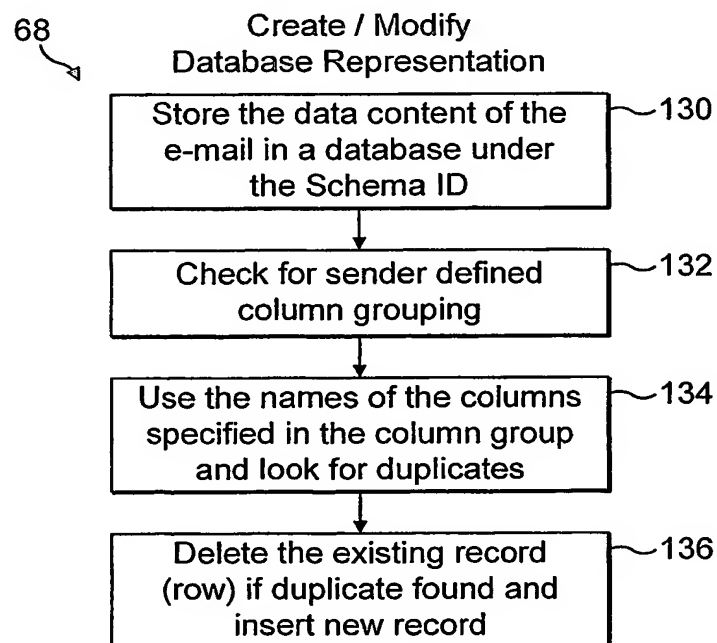 68
Create / Modify
Database Representation
Store the data content of the
e-mail in a database under
the Schema ID
130
Check for sender defined
column grouping
132
Use the names of the columns
specified in the column group
and look for duplicates
134
Delete the existing record
(row) if duplicate found and
insert new record
136